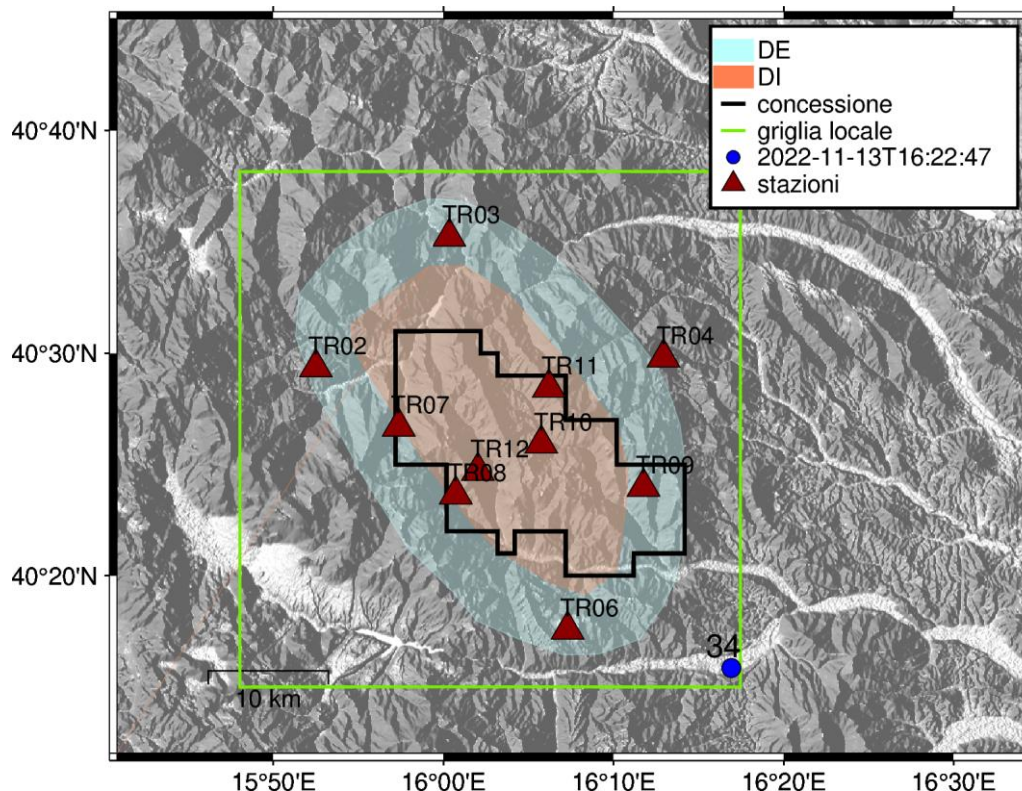 DE
DI
concessione
griglia locale
2022-11-13T16:22:47
stazioni
40°40'N
40°30'N
40°20'N
TR03
TR02
TR04
TR11
TR07
TR10
TR12
TR08
TR09
TR06
34
10 km
15°50'E
16°00'E
16°10'E
16°20'E
16°30'E